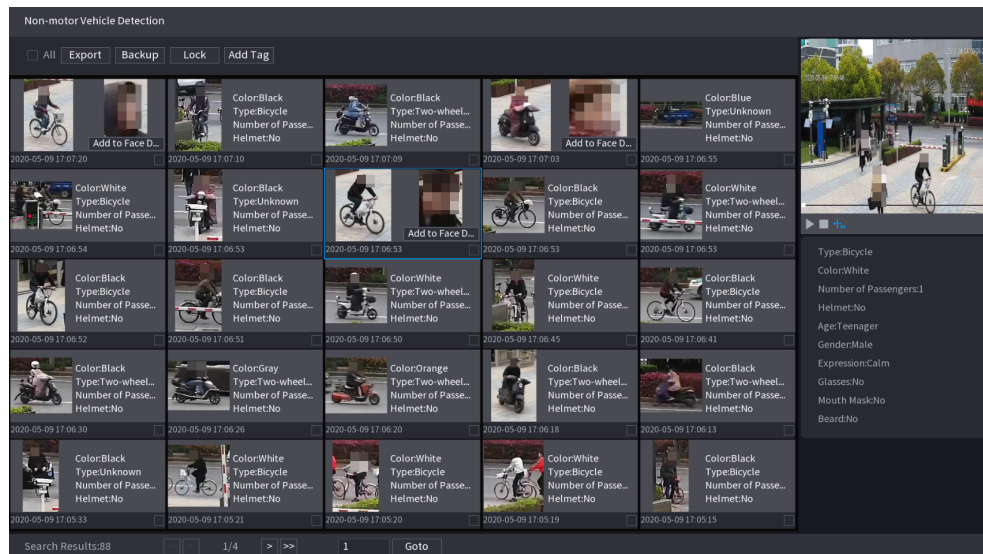 Non-motor Vehicle Detection
All Export Backup Lock Add Tag
Add to Face D...
2020-05-09 17:07:20
Color:Black
Type:Bicycle
Number of Passe...
Helmet:No
2020-05-09 17:07:10
Color:Black
Type:Two-wheel...
Number of Passe...
Helmet:No
2020-05-09 17:07:09
Add to Face D...
2020-05-09 17:07:03
Color:Blue
Type:Unknown
Number of Passe...
Helmet:No
2020-05-09 17:06:55
Color:White
Type:Bicycle
Number of Passe...
Helmet:No
2020-05-09 17:06:54
Color:Black
Type:Unknown
Number of Passe...
Helmet:No
2020-05-09 17:06:53
Add to Face D...
2020-05-09 17:06:53
Color:Black
Type:Bicycle
Number of Passe...
Helmet:No
2020-05-09 17:06:53
Color:White
Type:Two-wheel...
Number of Passe...
Helmet:No
2020-05-09 17:06:53
Color:Black
Type:Bicycle
Number of Passe...
Helmet:No
2020-05-09 17:06:52
Color:Black
Type:Bicycle
Number of Passe...
Helmet:No
2020-05-09 17:06:51
Color:White
Type:Two-wheel...
Number of Passe...
Helmet:No
2020-05-09 17:06:50
Color:White
Type:Bicycle
Number of Passe...
Helmet:No
2020-05-09 17:06:45
Color:Black
Type:Bicycle
Number of Passe...
Helmet:No
2020-05-09 17:06:41
Color:Black
Type:Two-wheel...
Number of Passe...
Helmet:No
2020-05-09 17:06:30
Color:Gray
Type:Two-wheel...
Number of Passe...
Helmet:No
2020-05-09 17:06:26
Color:Orange
Type:Two-wheel...
Number of Passe...
Helmet:No
2020-05-09 17:06:20
Color:Black
Type:Two-wheel...
Number of Passe...
Helmet:No
2020-05-09 17:06:18
Color:Black
Type:Two-wheel...
Number of Passe...
Helmet:No
2020-05-09 17:06:13
Color:Black
Type:Unknown
Number of Passe...
Helmet:No
2020-05-09 17:05:33
Color:White
Type:Bicycle
Number of Passe...
Helmet:No
2020-05-09 17:05:21
Color:White
Type:Bicycle
Number of Passe...
Helmet:No
2020-05-09 17:05:20
Color:White
Type:Bicycle
Number of Passe...
Helmet:No
2020-05-09 17:05:19
Color:Black
Type:Bicycle
Number of Passe...
Helmet:No
2020-05-09 17:05:15
Type:Bicycle
Color:White
Number of Passengers:1
Helmet:No
Age:Teenager
Gender:Male
Expression:Calm
Glasses:No
Mouth Mask:No
Beard:No
Search Results:88 1/4 > >> 1 Goto